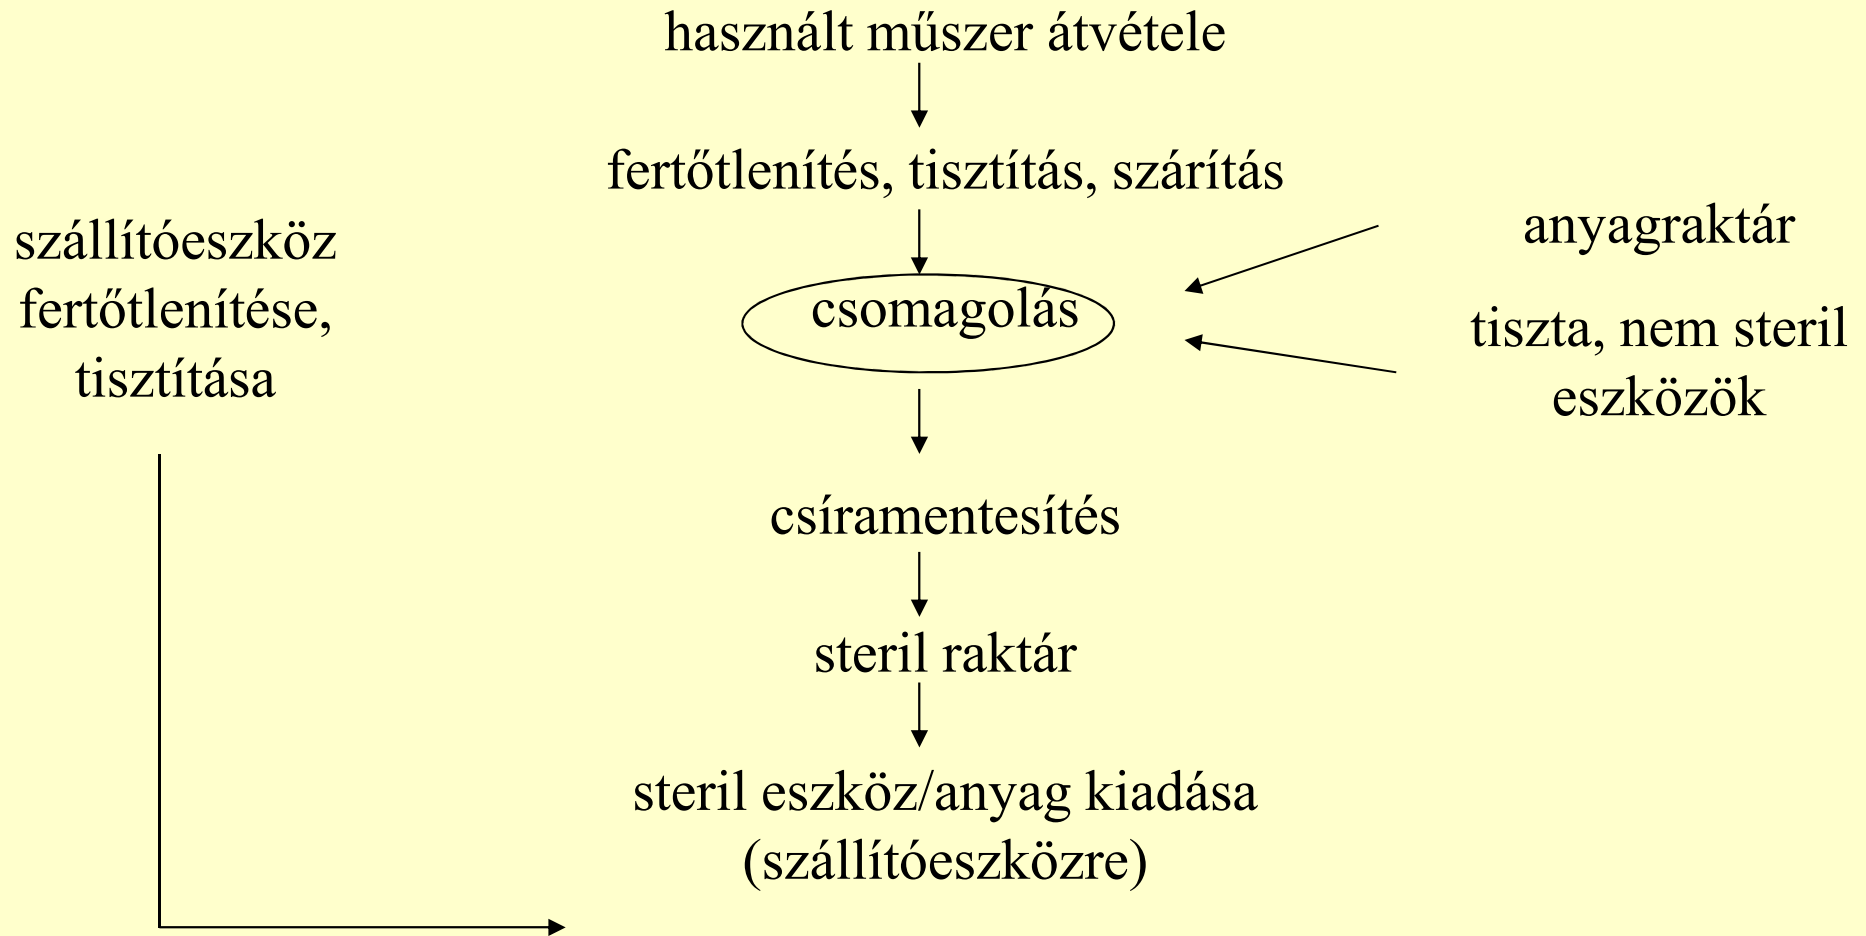 használt műszer átvétele
fertőtlenítés, tisztítás, szárítás
szállítóeszköz
fertőtlenítése,
tisztítása
csomagolás
anyagraktár
tiszta, nem steril
eszközök
csíramentesítés
steril raktár
steril eszköz/anyag kiadása
(szállítóeszközre)